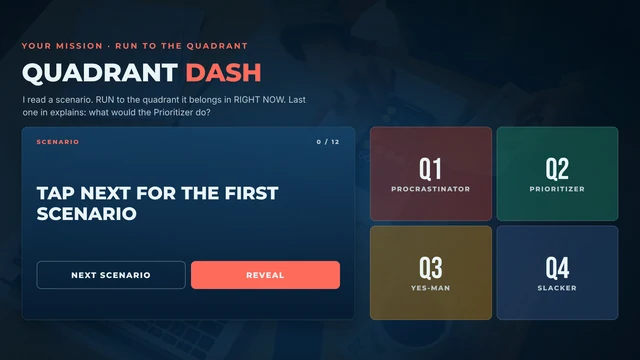 YOUR MISSION · RUN TO THE QUADRANT
QUADRANT DASH
I read a scenario. RUN to the quadrant it belongs in RIGHT NOW. Last
one in explains: what would the Prioritizer do?
SCENARIO
0 / 12
TAP NEXT FOR THE FIRST
SCENARIO
NEXT SCENARIO
REVEAL
Q1
PROCRASTINATOR
Q2
PRIORITIZER
Q3
YES-MAN
Q4
SLACKER